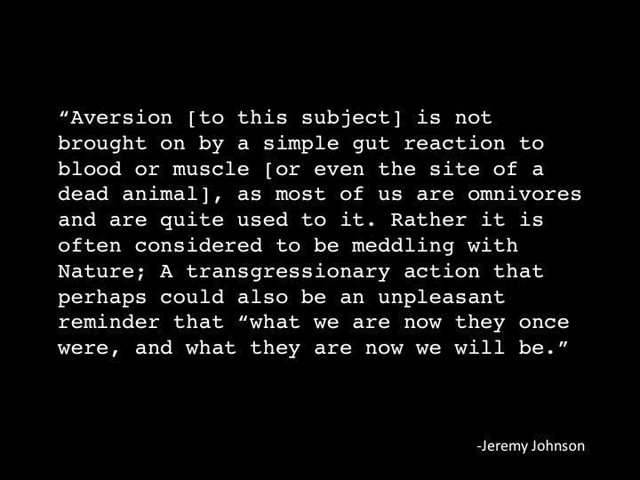 “Aversion [to this subject] is not
brought on by a simple gut reaction to
blood or muscle [or even the site of a
dead animal], as most of us are omnivores
and are quite used to it. Rather it is
often considered to be meddling with
Nature; A transgressionary action that
perhaps could also be an unpleasant
reminder that “what we are now they once
were, and what they are now we will be.”
-Jeremy Johnson